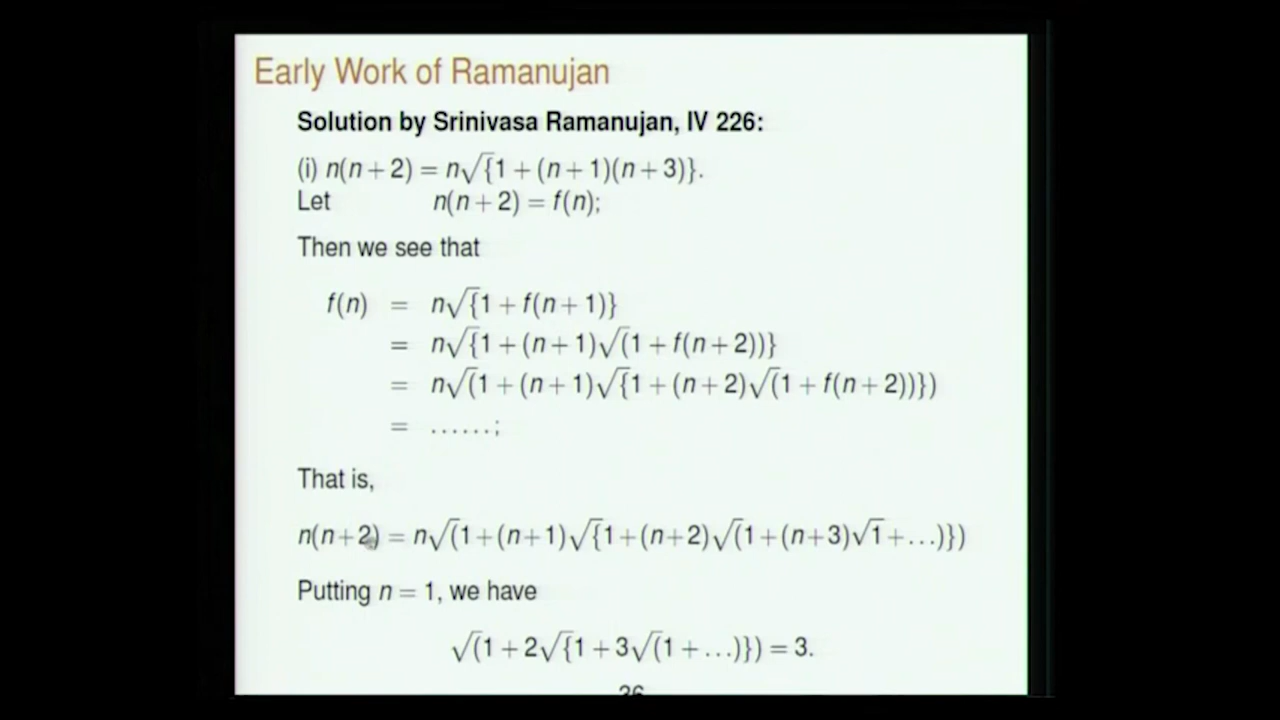 Early Work of Ramanujan
Solution by Srinivasa Ramanujan, IV 226:
(i) n(n + 2) = n√{1 + (n + 1)(n + 3)}.
Let n(n + 2) = f(n);
Then we see that
f(n) = n√{1 + f(n + 1)}
= n√{1 + (n + 1)√(1 + f(n + 2))}
= n√(1 + (n + 1)√{1 + (n + 2)√(1 + f(n + 2))})
= ......;
That is,
n(n+2) = n√(1+(n+1)√{1+(n+2)√(1+(n+3)√1+...)})
Putting n = 1, we have
√(1 + 2√{1 + 3√(1 + ...)}) = 3.